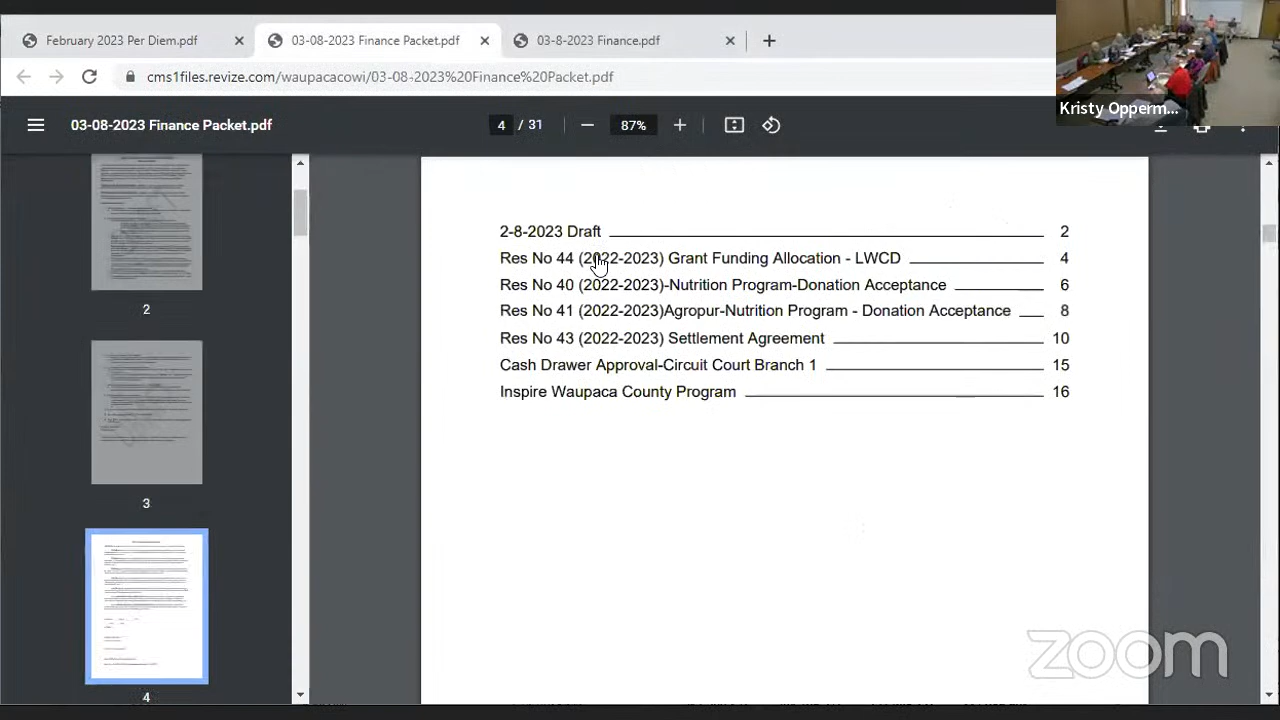 February 2023 Per Diem.pdf
03-08-2023 Finance Packet.pdf
03-8-2023 Finance.pdf
cms1files.revize.com/waupacacowi/03-08-2023%20Finance%20Packet.pdf
Kristy Opperm...
03-08-2023 Finance Packet.pdf
4 / 31
87%
2
3
4
2-8-2023 Draft 2
Res No 44 (2022-2023) Grant Funding Allocation - LWCD 4
Res No 40 (2022-2023)-Nutrition Program-Donation Acceptance 6
Res No 41 (2022-2023)Agropur-Nutrition Program - Donation Acceptance 8
Res No 43 (2022-2023) Settlement Agreement 10
Cash Drawer Approval-Circuit Court Branch 1 15
Inspire Waupaca County Program 16
zoom